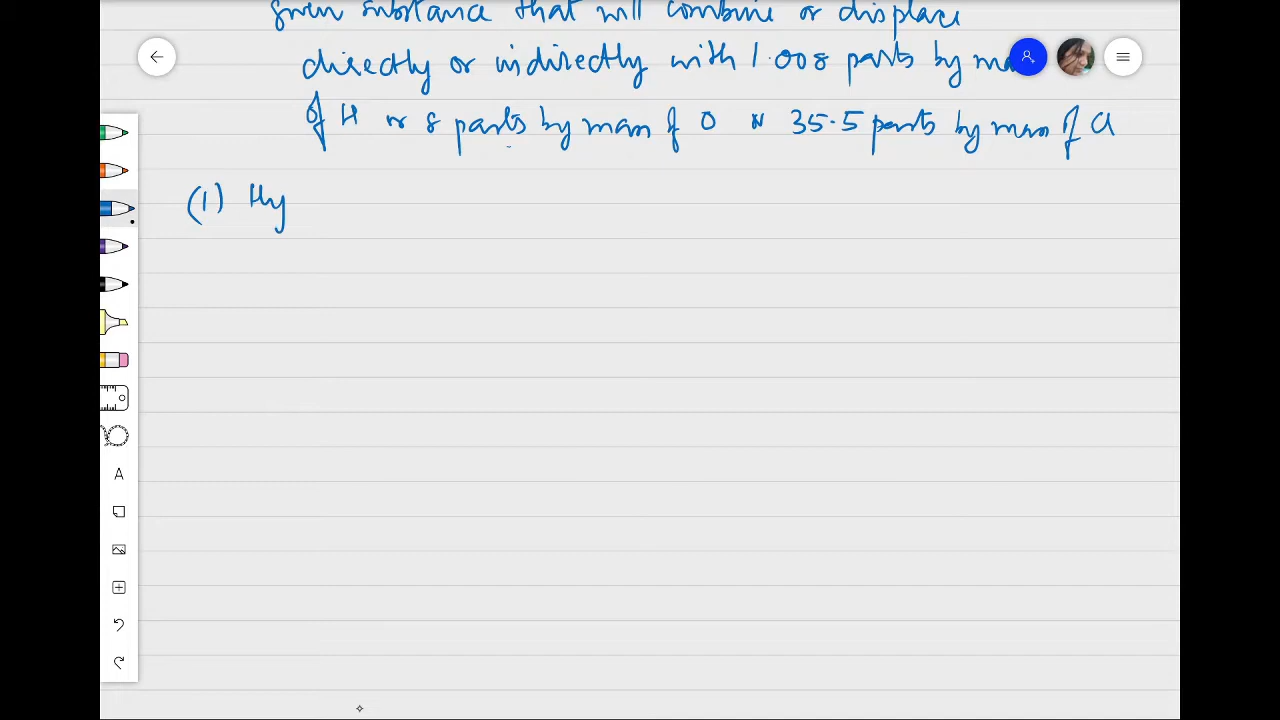 given substance that will combine or displace
directly or indirectly with 1.008 parts by
of H or 8 parts by mass of O or 35.5 parts by mass of Cl
(1) Hy
A